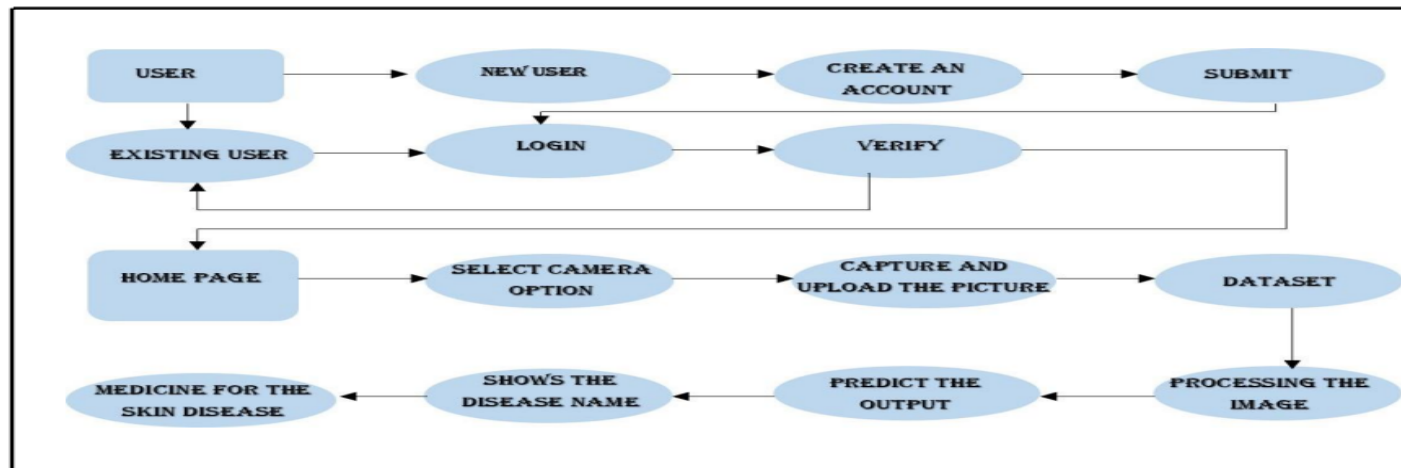 USER
NEW USER
CREATE AN
ACCOUNT
SUBMIT
EXISTING USER
LOGIN
VERIFY
HOME PAGE
SELECT CAMERA
OPTION
CAPTURE AND
UPLOAD THE PICTURE
DATASET
MEDICINE FOR THE
SKIN DISEASE
SHOWS THE
DISEASE NAME
PREDICT THE
OUTPUT
PROCESSING THE
IMAGE